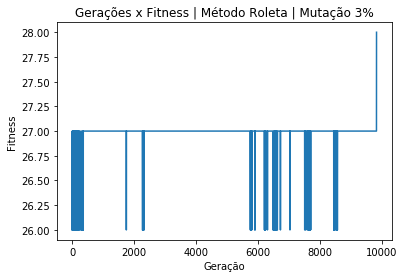 Gerações x Fitness | Método Roleta | Mutação 3%
28.00
27.75
27.50
27.25
27.00
26.75
26.50
26.25
26.00
Fitness
0 2000 4000 6000 8000 10000
Geração